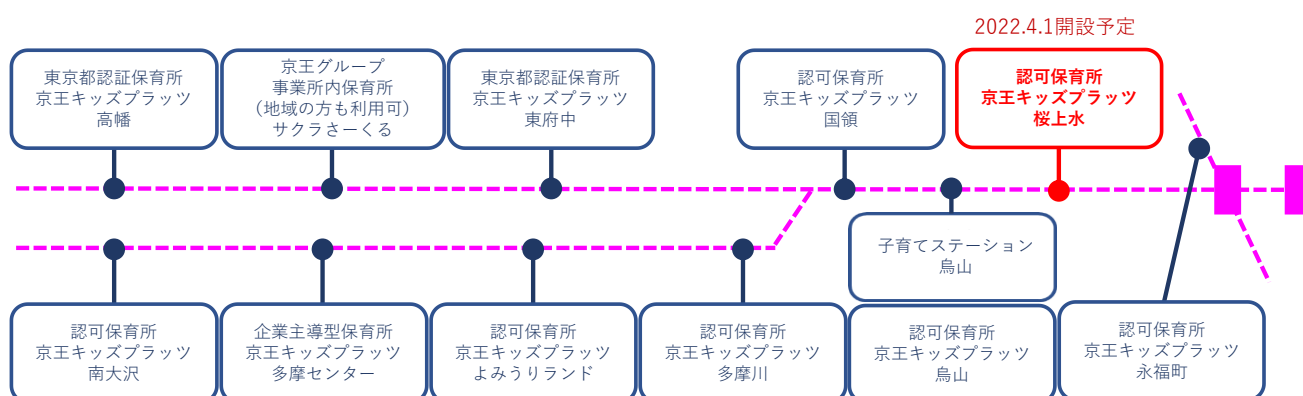 2022.4.1開設予定
東京都認証保育所
京王キッズプラッツ
高幡
京王グループ
事業所内保育所
(地域の方も利用可)
サクラさーくる
東京都認証保育所
京王キッズプラッツ
東府中
認可保育所
京王キッズプラッツ
国領
認可保育所
京王キッズプラッツ
桜上水
子育てステーション
烏山
認可保育所
京王キッズプラッツ
南大沢
企業主導型保育所
京王キッズプラッツ
多摩センター
認可保育所
京王キッズプラッツ
よみうりランド
認可保育所
京王キッズプラッツ
多摩川
認可保育所
京王キッズプラッツ
烏山
認可保育所
京王キッズプラッツ
永福町